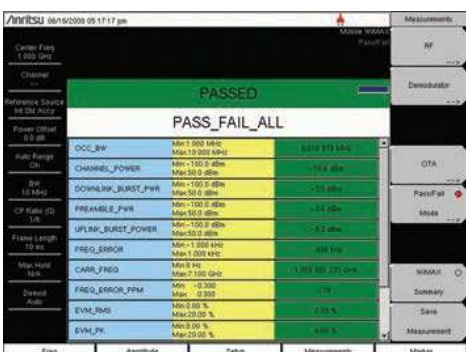 Anritsu 06/16/2009 05:17:17 pm
Mobile WiMAX
Pass/Fail
Measurements
Center Freq
1.000 GHz
Channel
--
Reference Source
Int Std Accy
Power Offset
0.0 dB
Auto Range
On
BW
10 MHz
CP Ratio (G)
1/8
Frame Length
10 ms
Max Hold
N/A
Demod
Auto
PASSED
PASS_FAIL_ALL
OCC_BW
Min:1.000 MHz
Max:10.000 MHz
CHANNEL_POWER
Min:-100.0 dBm
Max:50.0 dBm
DOWNLINK_BURST_PWR
Min:-100.0 dBm
Max:50.0 dBm
PREAMBLE_PWR
Min:-100.0 dBm
Max:50.0 dBm
UPLINK_BURST_POWER
Min:-100.0 dBm
Max:50.0 dBm
FREQ_ERROR
Min:-1.000 kHz
Max:1.000 kHz
CARR_FREQ
Min:0 Hz
Max:7.100 GHz
FREQ_ERROR_PPM
Min: -0.300
Max: 0.300
EVM_RMS
Min:0.00 %
Max:20.00 %
EVM_PK
Min:0.00 %
Max:20.00 %
RF
-->
Demodulator
-->
OTA
-->
Pass/Fail
Mode
-->
WiMAX
Summary
Save
Measurement
Freq
Amplitude
Setup
Measurements
Marker